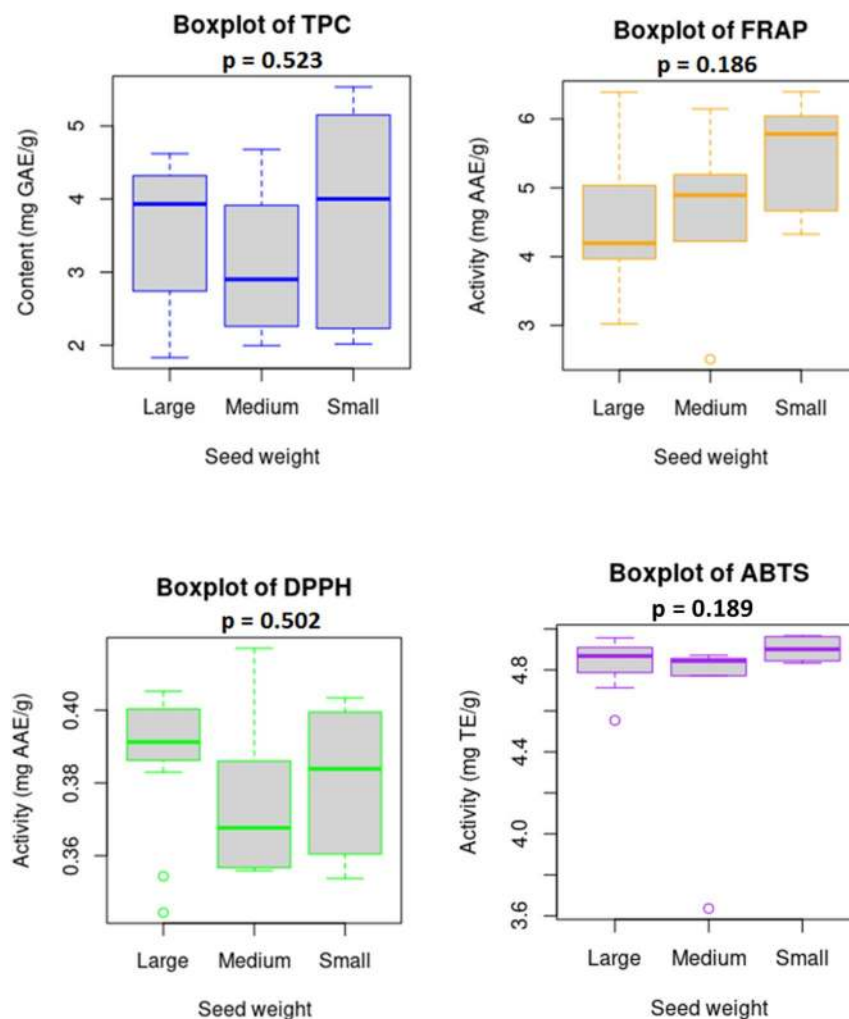 Boxplot of TPC
p = 0.523
Content (mg GAE/g)
5
4
3
2
Large Medium Small
Seed weight
Boxplot of FRAP
p = 0.186
Activity (mg AAE/g)
6
5
4
3
Large Medium Small
Seed weight
Boxplot of DPPH
p = 0.502
Activity (mg AAE/g)
0.40
0.38
0.36
Large Medium Small
Seed weight
Boxplot of ABTS
p = 0.189
Activity (mg TE/g)
4.8
4.4
4.0
3.6
Large Medium Small
Seed weight